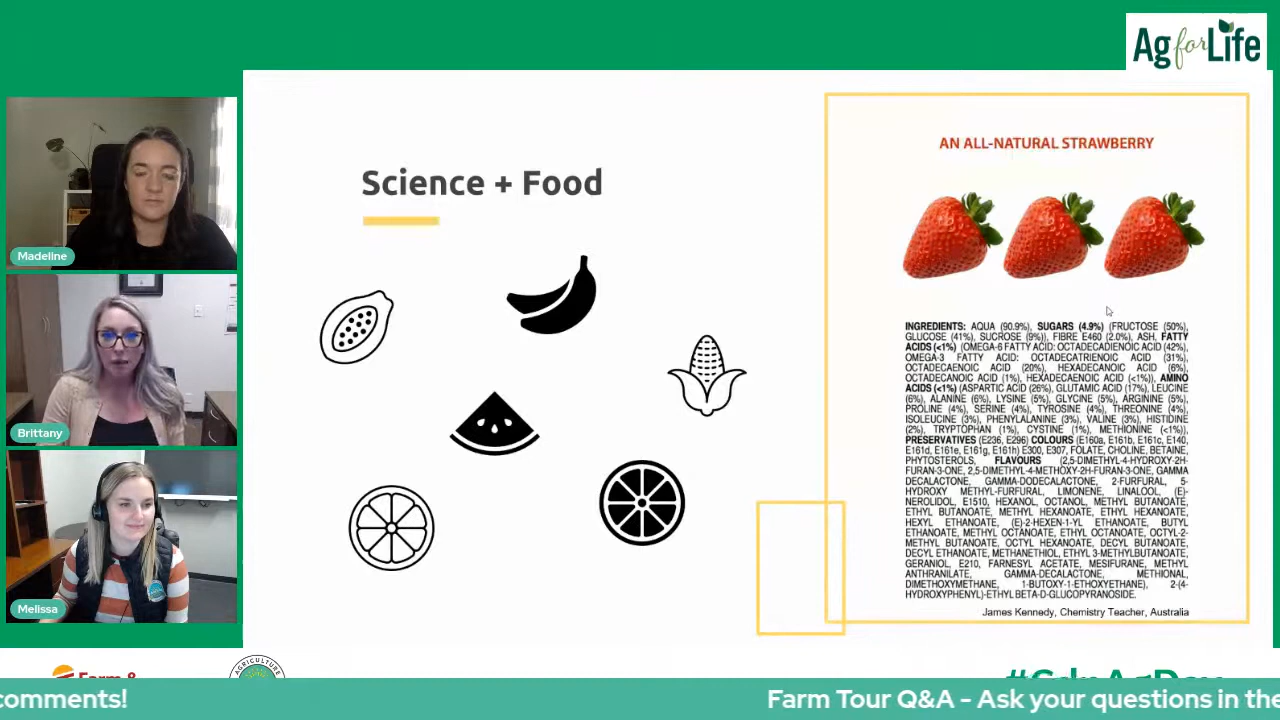 Ag for Life
Madeline
Brittany
Melissa
Science + Food
AN ALL-NATURAL STRAWBERRY
INGREDIENTS: AQUA (90.9%), SUGARS (4.9%) (FRUCTOSE (50%),
GLUCOSE (41%), SUCROSE (9%)), FIBRE E460 (2.0%), ASH, FATTY
ACIDS (<1%) (OMEGA-6 FATTY ACID: OCTADECADIENOIC ACID (42%),
OMEGA-3 FATTY ACID: OCTADECATRIENOIC ACID (31%),
OCTADECAENOIC ACID (20%), HEXADECANOIC ACID (6%),
OCTADECANOIC ACID (1%), HEXADECAENOIC ACID (<1%)), AMINO
ACIDS (<1%) (ASPARTIC ACID (26%), GLUTAMIC ACID (17%), LEUCINE
(6%), ALANINE (6%), LYSINE (5%), GLYCINE (5%), ARGININE (5%),
PROLINE (4%), SERINE (4%), TYROSINE (4%), THREONINE (4%),
ISOLEUCINE (3%), PHENYLALANINE (3%), VALINE (3%), HISTIDINE
(2%), TRYPTOPHAN (1%), CYSTINE (1%), METHIONINE (<1%)),
PRESERVATIVES (E236, E296) COLOURS (E160a, E161b, E161c, E140,
E161d, E161e, E161g, E161h) E300, E307, FOLATE, CHOLINE, BETAINE,
PHYTOSTEROLS, FLAVOURS (2,5-DIMETHYL-4-HYDROXY-2H-
FURAN-3-ONE, 2,5-DIMETHYL-4-METHOXY-2H-FURAN-3-ONE, GAMMA
DECALACTONE, GAMMA-DODECALACTONE, 2-FURFURAL, 5-
HYDROXY METHYL-FURFURAL, LIMONENE, LINALOOL, (E)-
NEROLIDOL, E1510, HEXANOL, OCTANOL, METHYL BUTANOATE,
ETHYL BUTANOATE, METHYL HEXANOATE, ETHYL HEXANOATE,
HEXYL ETHANOATE, (E)-2-HEXEN-1-YL ETHANOATE, BUTYL
ETHANOATE, METHYL OCTANOATE, ETHYL OCTANOATE, OCTYL-2-
METHYL BUTANOATE, OCTYL HEXANOATE, DECYL BUTANOATE,
DECYL ETHANOATE, METHANETHIOL, ETHYL 3-METHYLBUTANOATE,
GERANIOL, E210, FARNESYL ACETATE, MESIFURANE, METHYL
ANTHRANILATE, GAMMA-DECALACTONE, METHIONAL,
DIMETHOXYMETHANE, 1-BUTOXY-1-ETHOXYETHANE), 2-(4-
HYDROXYPHENYL)-ETHYL BETA-D-GLUCOPYRANOSIDE.
James Kennedy, Chemistry Teacher, Australia
Farm &
AGRICULTURE
comments!
Farm Tour Q&A - Ask your questions in the